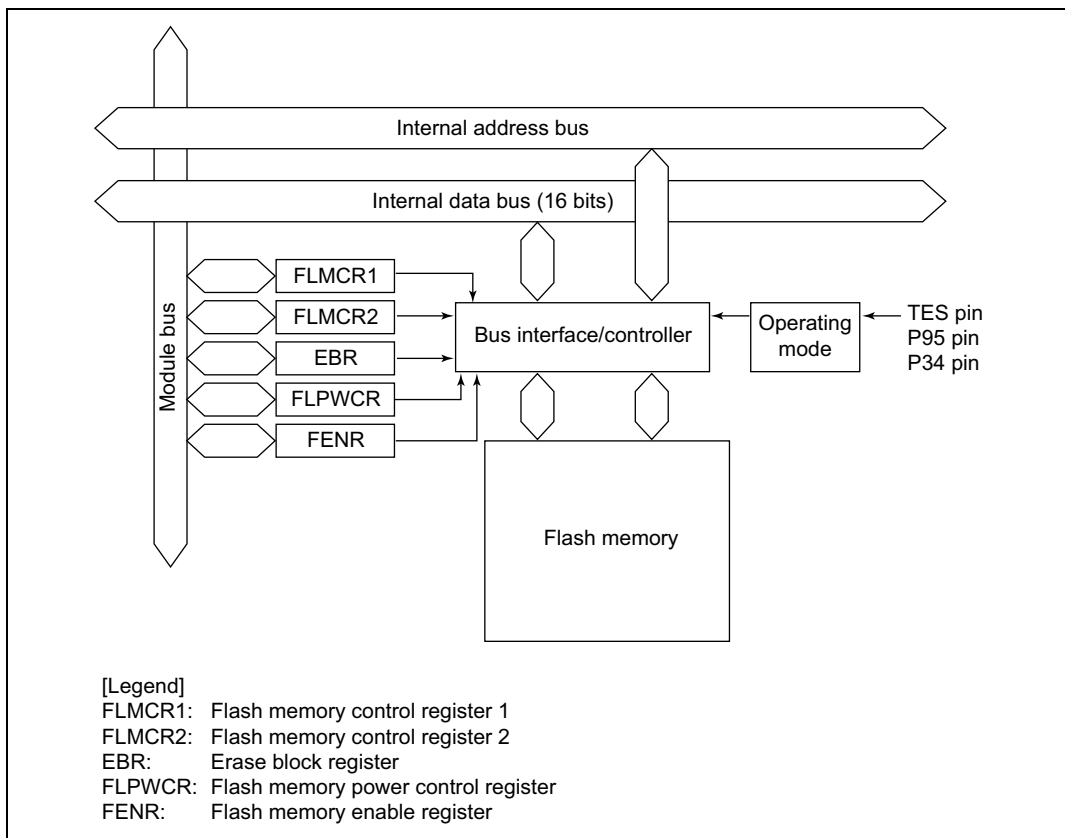 Internal address bus
Internal data bus (16 bits)
Module bus
FLMCR1
FLMCR2
EBR
FLPWCR
FENR
Bus interface/controller
Operating
mode
TES pin
P95 pin
P34 pin
Flash memory
[Legend]
FLMCR1: Flash memory control register 1
FLMCR2: Flash memory control register 2
EBR: Erase block register
FLPWCR: Flash memory power control register
FENR: Flash memory enable register